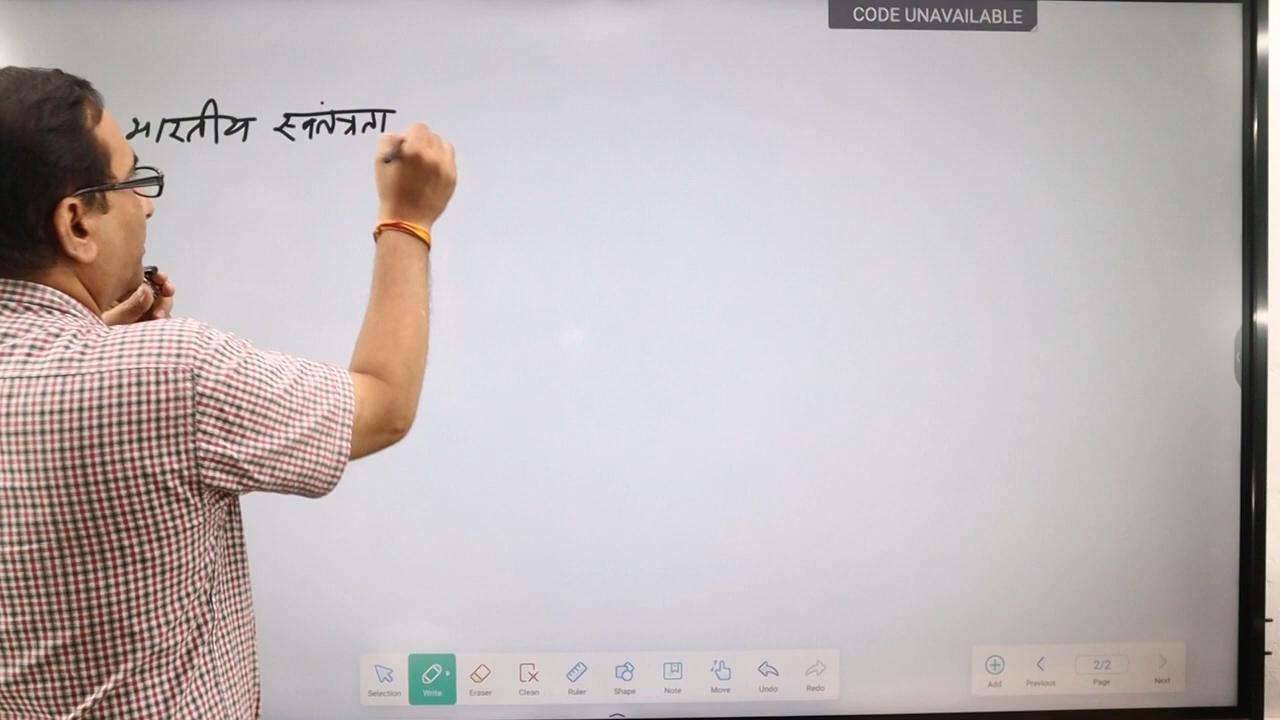 CODE UNAVAILABLE
भारतीय स्वतंत्रता
Selection
Write
Eraser
Clean
Ruler
Shape
Note
Move
Undo
Redo
Add
Previous
2/2
Page
Next